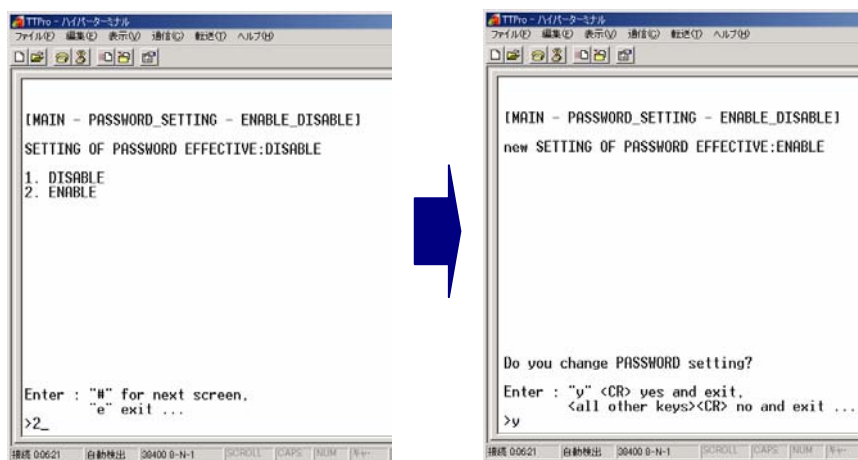 TTPro - ハイパーターミナル
ファイル(F) 編集(E) 表示(V) 通信(C) 転送(T) ヘルプ(H)
[MAIN - PASSWORD_SETTING - ENABLE_DISABLE]
SETTING OF PASSWORD EFFECTIVE:DISABLE
1. DISABLE
2. ENABLE
Enter : "#" for next screen,
"e" exit ...
>2_
接続 0:06:21 自動検出 38400 8-N-1 SCROLL CAPS NUM キャ
TTPro - ハイパーターミナル
ファイル(F) 編集(E) 表示(V) 通信(C) 転送(T) ヘルプ(H)
[MAIN - PASSWORD_SETTING - ENABLE_DISABLE]
new SETTING OF PASSWORD EFFECTIVE:ENABLE
Do you change PASSWORD setting?
Enter : "y" <CR> yes and exit,
<all other keys><CR> no and exit ...
>y
接続 0:06:21 自動検出 38400 8-N-1 SCROLL CAPS NUM キャ